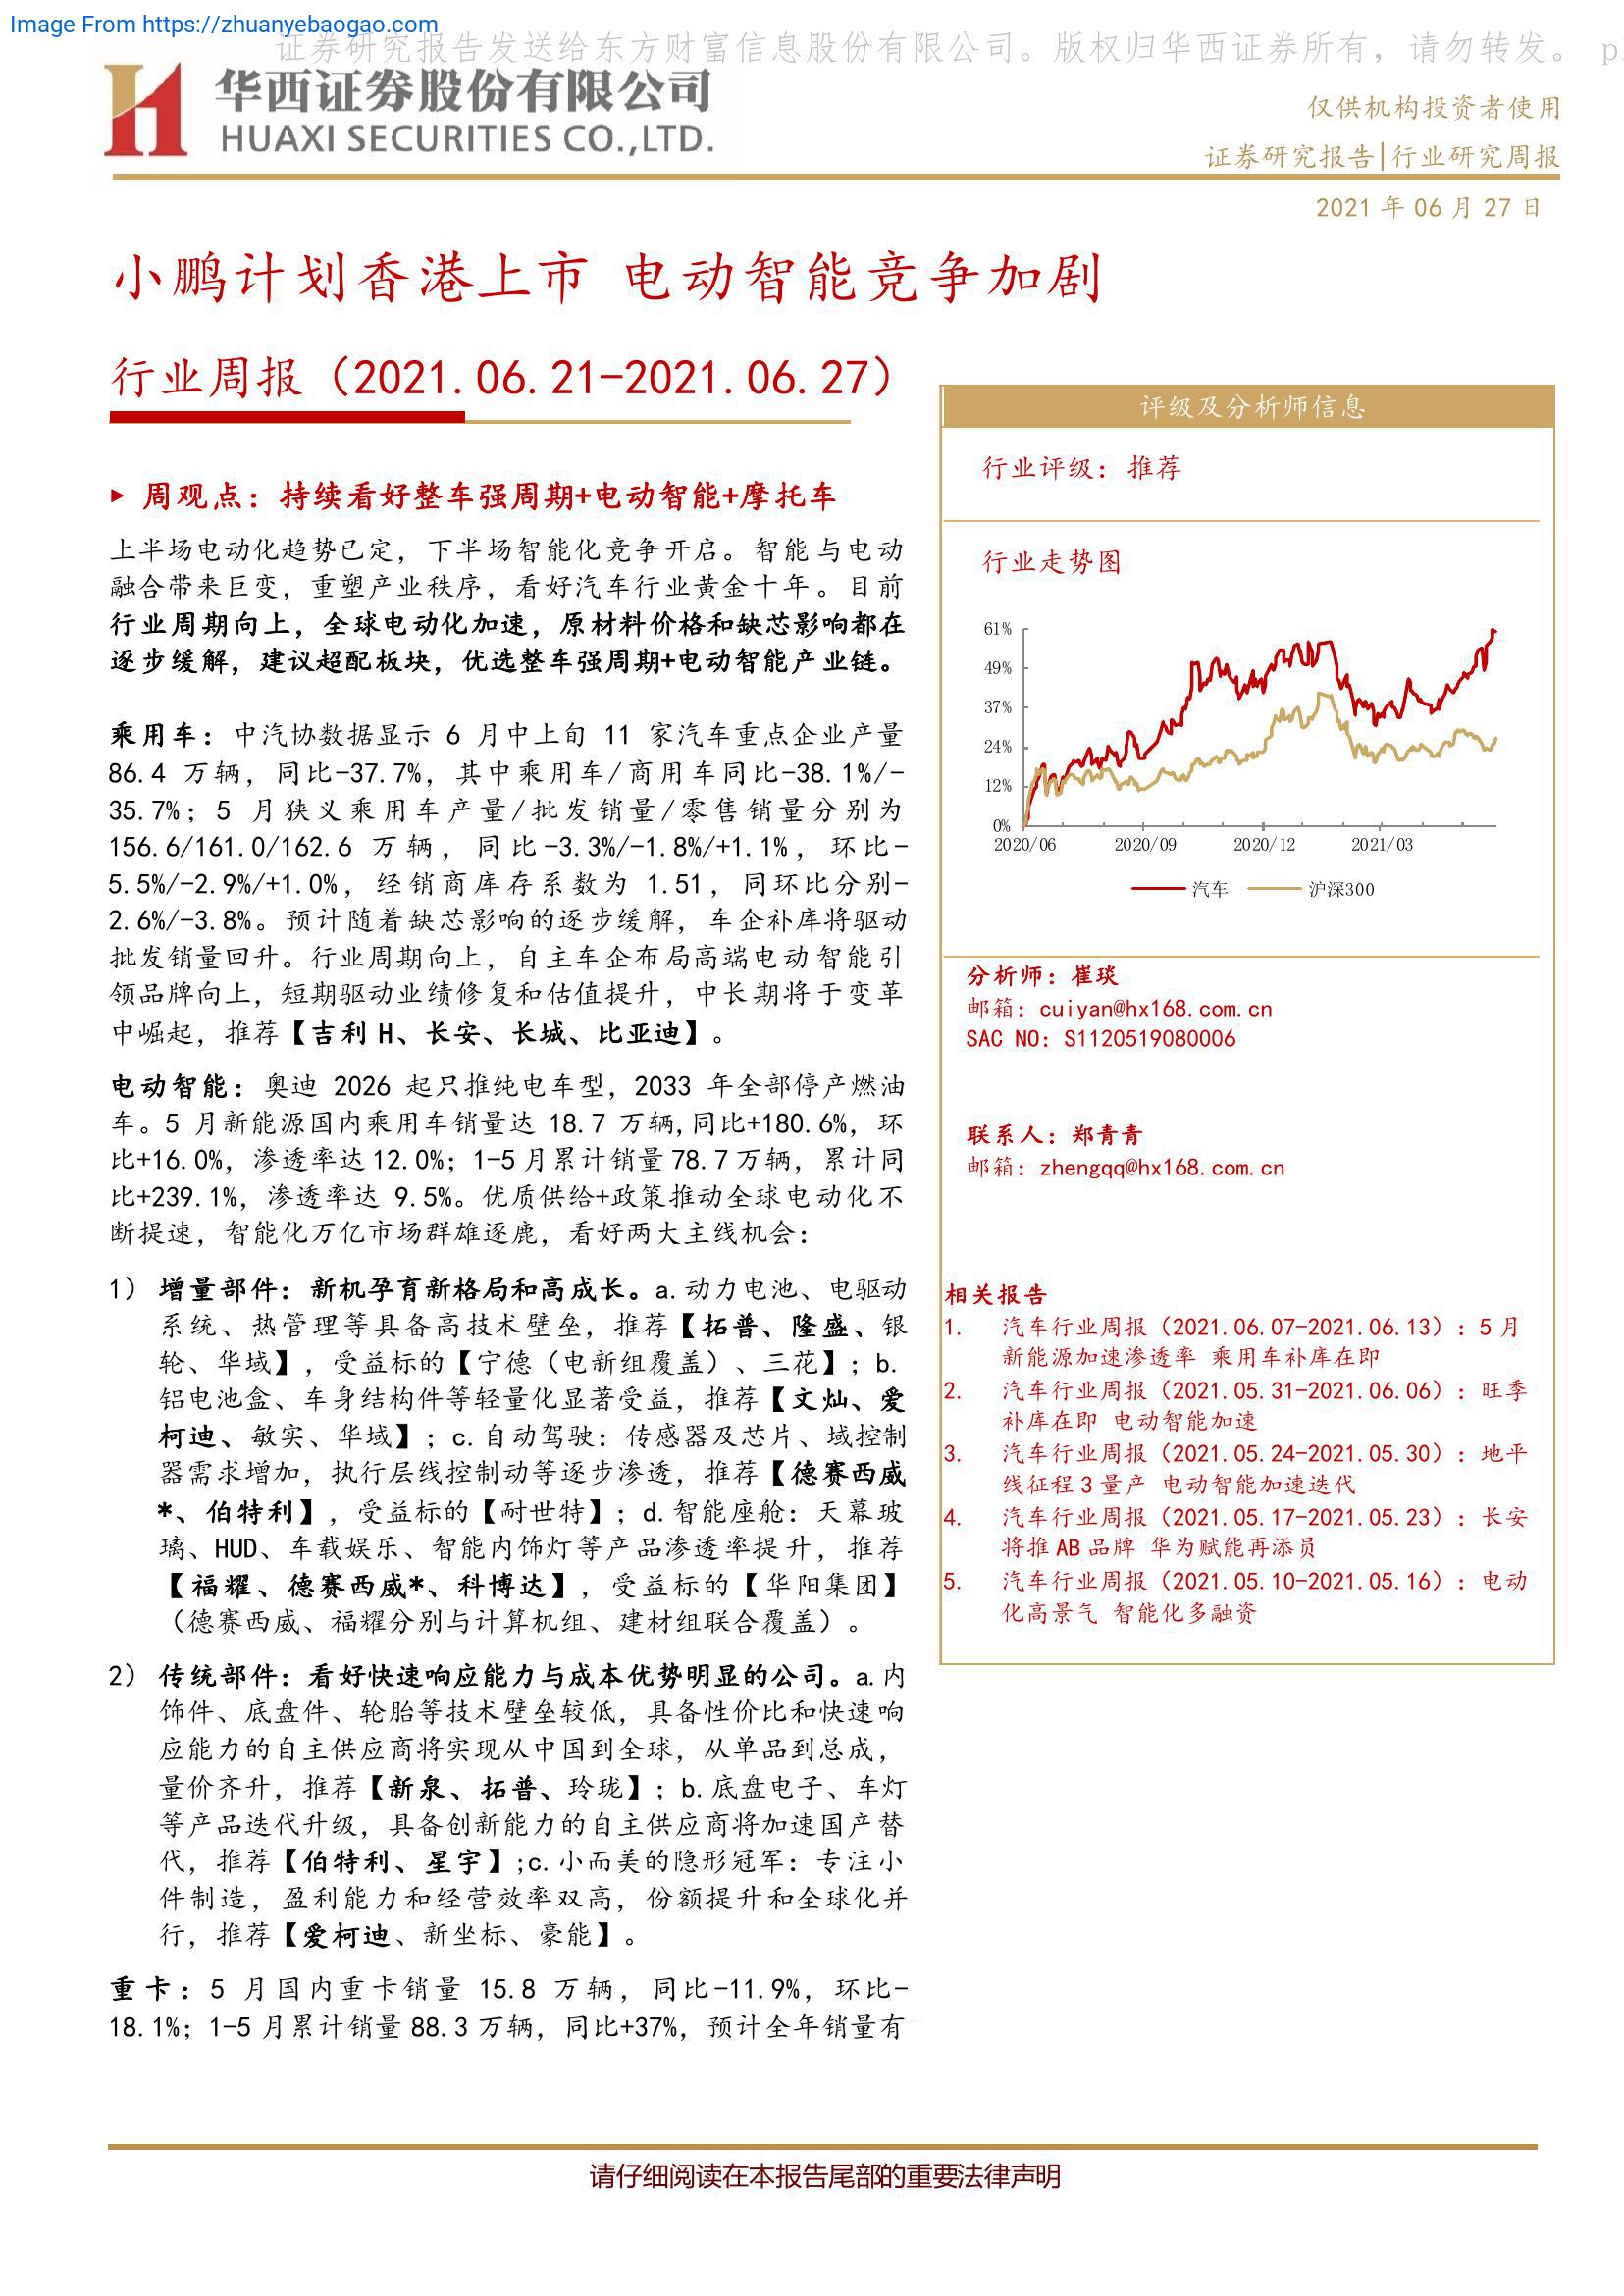 Image From https://zhuanyebaogao.com
证券研究报告发送给东方财富信息股份有限公司。版权归华西证券所有，请勿转发。 p
华西证券股份有限公司
HUAXI SECURITIES CO.,LTD.
仅供机构投资者使用
证券研究报告|行业研究周报
2021 年 06 月 27 日
小鹏计划香港上市 电动智能竞争加剧
行业周报（2021.06.21-2021.06.27）
▶ 周观点：持续看好整车强周期+电动智能+摩托车
上半场电动化趋势已定，下半场智能化竞争开启。智能与电动
融合带来巨变，重塑产业秩序，看好汽车行业黄金十年。目前
行业周期向上，全球电动化加速，原材料价格和缺芯影响都在
逐步缓解，建议超配板块，优选整车强周期+电动智能产业链。
乘用车：中汽协数据显示 6 月中上旬 11 家汽车重点企业产量
86.4 万辆，同比-37.7%，其中乘用车/商用车同比-38.1%/-
35.7%；5 月狭义乘用车产量/批发销量/零售销量分别为
156.6/161.0/162.6 万辆，同比-3.3%/-1.8%/+1.1%，环比-
5.5%/-2.9%/+1.0%，经销商库存系数为 1.51，同环比分别-
2.6%/-3.8%。预计随着缺芯影响的逐步缓解，车企补库将驱动
批发销量回升。行业周期向上，自主车企布局高端电动智能引
领品牌向上，短期驱动业绩修复和估值提升，中长期将于变革
中崛起，推荐【吉利 H、长安、长城、比亚迪】。
电动智能：奥迪 2026 起只推纯电车型，2033 年全部停产燃油
车。5 月新能源国内乘用车销量达 18.7 万辆,同比+180.6%，环
比+16.0%，渗透率达12.0%；1-5 月累计销量78.7 万辆，累计同
比+239.1%，渗透率达 9.5%。优质供给+政策推动全球电动化不
断提速，智能化万亿市场群雄逐鹿，看好两大主线机会：
1） 增量部件：新机孕育新格局和高成长。a.动力电池、电驱动
系统、热管理等具备高技术壁垒，推荐【拓普、隆盛、银
轮、华域】，受益标的【宁德（电新组覆盖）、三花】；b.
铝电池盒、车身结构件等轻量化显著受益，推荐【文灿、爱
柯迪、敏实、华域】；c.自动驾驶：传感器及芯片、域控制
器需求增加，执行层线控制动等逐步渗透，推荐【德赛西威
*、伯特利】，受益标的【耐世特】；d.智能座舱：天幕玻
璃、HUD、车载娱乐、智能内饰灯等产品渗透率提升，推荐
【福耀、德赛西威*、科博达】，受益标的【华阳集团】
（德赛西威、福耀分别与计算机组、建材组联合覆盖）。
2） 传统部件：看好快速响应能力与成本优势明显的公司。a.内
饰件、底盘件、轮胎等技术壁垒较低，具备性价比和快速响
应能力的自主供应商将实现从中国到全球，从单品到总成，
量价齐升，推荐【新泉、拓普、玲珑】；b.底盘电子、车灯
等产品迭代升级，具备创新能力的自主供应商将加速国产替
代，推荐【伯特利、星宇】;c.小而美的隐形冠军：专注小
件制造，盈利能力和经营效率双高，份额提升和全球化并
行，推荐【爱柯迪、新坐标、豪能】。
重卡：5 月国内重卡销量 15.8 万辆，同比-11.9%，环比-
18.1%；1-5 月累计销量 88.3 万辆，同比+37%，预计全年销量有
评级及分析师信息
行业评级：推荐
行业走势图
61%
49%
37%
24%
12%
0%
2020/06 2020/09 2020/12 2021/03
汽车 沪深300
分析师：崔琰
邮箱：cuiyan@hx168.com.cn
SAC NO：S1120519080006
联系人：郑青青
邮箱：zhengqq@hx168.com.cn
相关报告
1. 汽车行业周报（2021.06.07-2021.06.13）：5 月
新能源加速渗透率 乘用车补库在即
2. 汽车行业周报（2021.05.31-2021.06.06）：旺季
补库在即 电动智能加速
3. 汽车行业周报（2021.05.24-2021.05.30）：地平
线征程 3 量产 电动智能加速迭代
4. 汽车行业周报（2021.05.17-2021.05.23）：长安
将推 AB 品牌 华为赋能再添员
5. 汽车行业周报（2021.05.10-2021.05.16）：电动
化高景气 智能化多融资
请仔细阅读在本报告尾部的重要法律声明